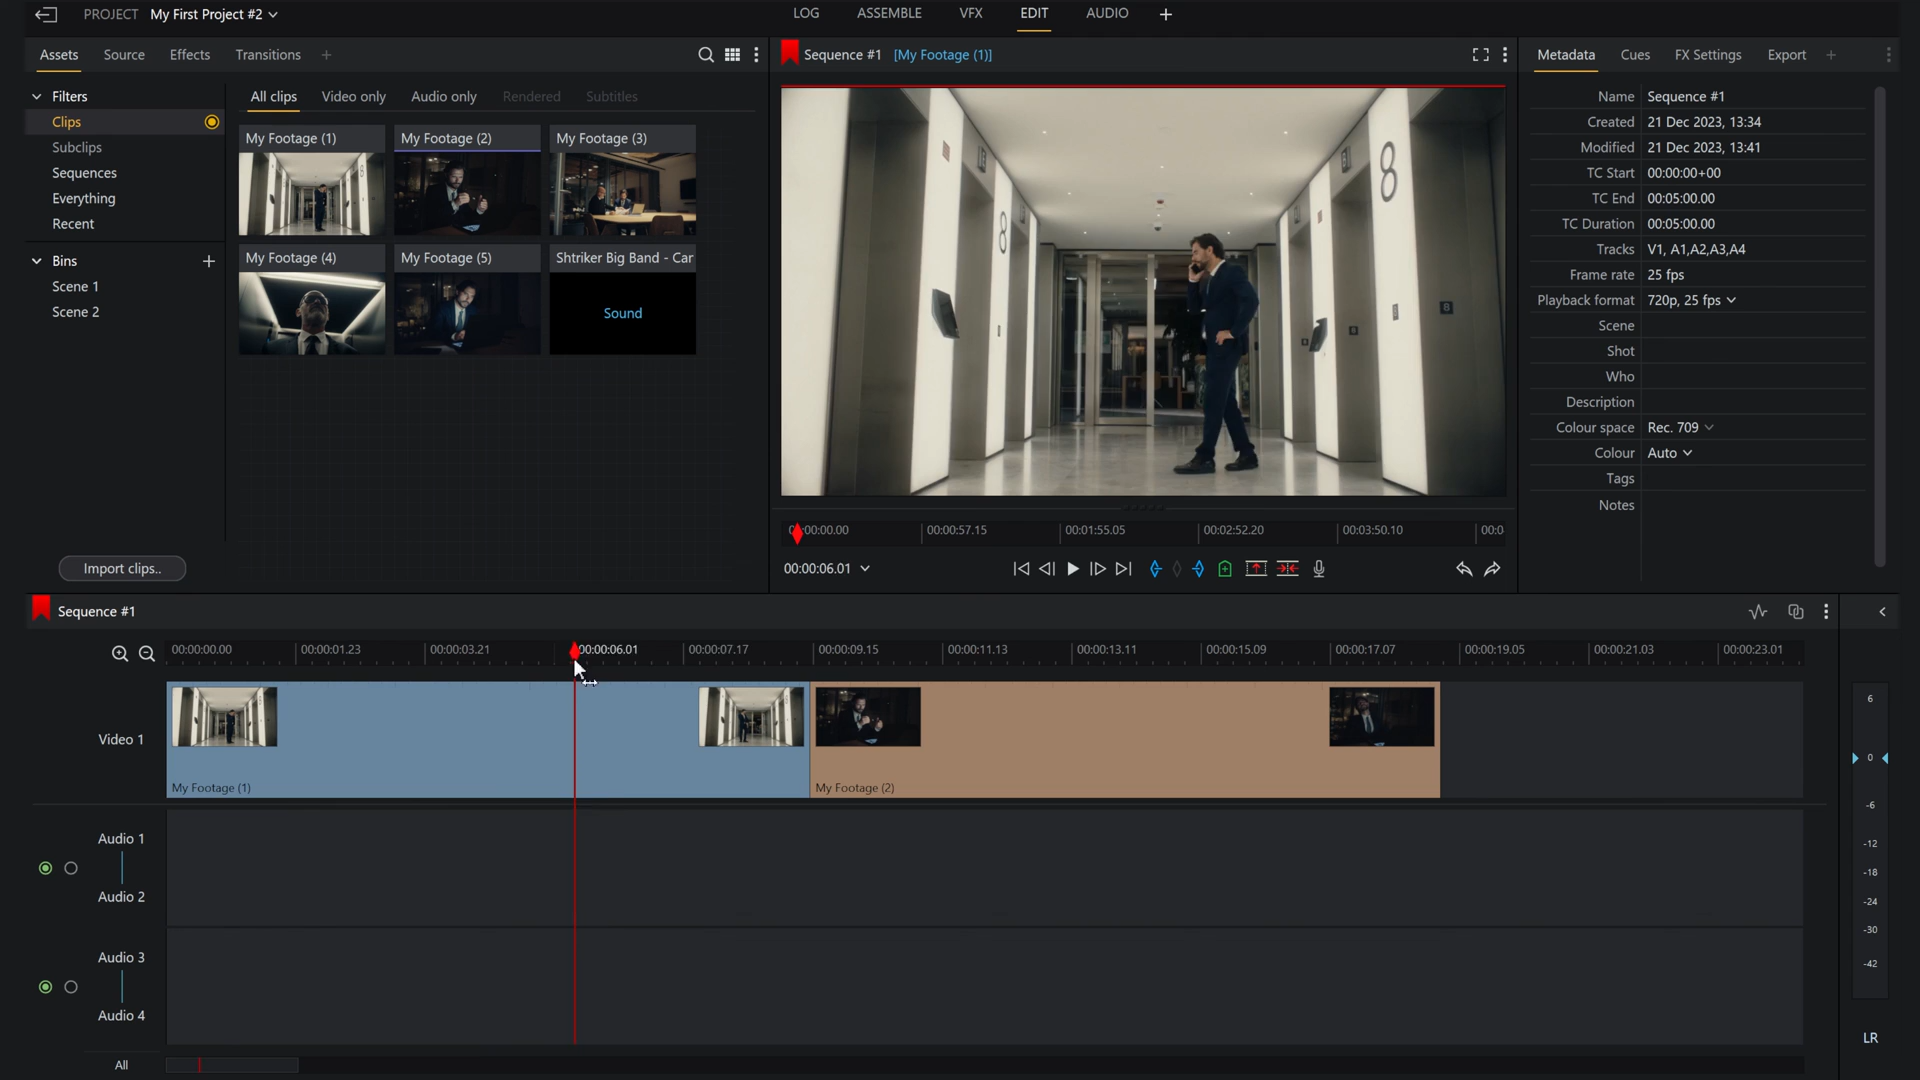 PROJECT My First Project #2
LOG ASSEMBLE VFX EDIT AUDIO
Assets Source Effects Transitions
Sequence #1 [My Footage (1)]
Metadata Cues FX Settings Export
Filters
Clips
Subclips
Sequences
Everything
Recent
Bins
Scene 1
Scene 2
Import clips..
All clips Video only Audio only Rendered Subtitles
My Footage (1) My Footage (2) My Footage (3)
My Footage (4) My Footage (5) Shtriker Big Band - Car
Sound
8 8 8
00:00:00.00 00:00:57.15 00:01:55.05 00:02:52.20 00:03:50.10 00:0
00:00:06.01
Name Sequence #1
Created 21 Dec 2023, 13:34
Modified 21 Dec 2023, 13:41
TC Start 00:00:00+00
TC End 00:05:00.00
TC Duration 00:05:00.00
Tracks V1, A1,A2,A3,A4
Frame rate 25 fps
Playback format 720p, 25 fps
Scene
Shot
Who
Description
Colour space Rec. 709
Colour Auto
Tags
Notes
Sequence #1
00:00:00.00 00:00:01.23 00:00:03.21 00:00:06.01 00:00:07.17 00:00:09.15 00:00:11.13 00:00:13.11 00:00:15.09 00:00:17.07 00:00:19.05 00:00:21.03 00:00:23.01
Video 1
My Footage (1) My Footage (2)
Audio 1
Audio 2
Audio 3
Audio 4
All
6
0
-6
-12
-18
-24
-30
-42
LR